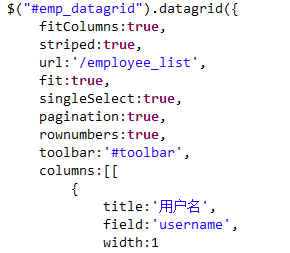 $("#emp_datagrid").datagrid({
    fitColumns:true,
    striped:true,
    url:'/employee_list',
    fit:true,
    singleSelect:true,
    pagination:true,
    rownumbers:true,
    toolbar:'#toolbar',
    columns:[[
        {
            title:'用户名',
            field:'username',
            width:1